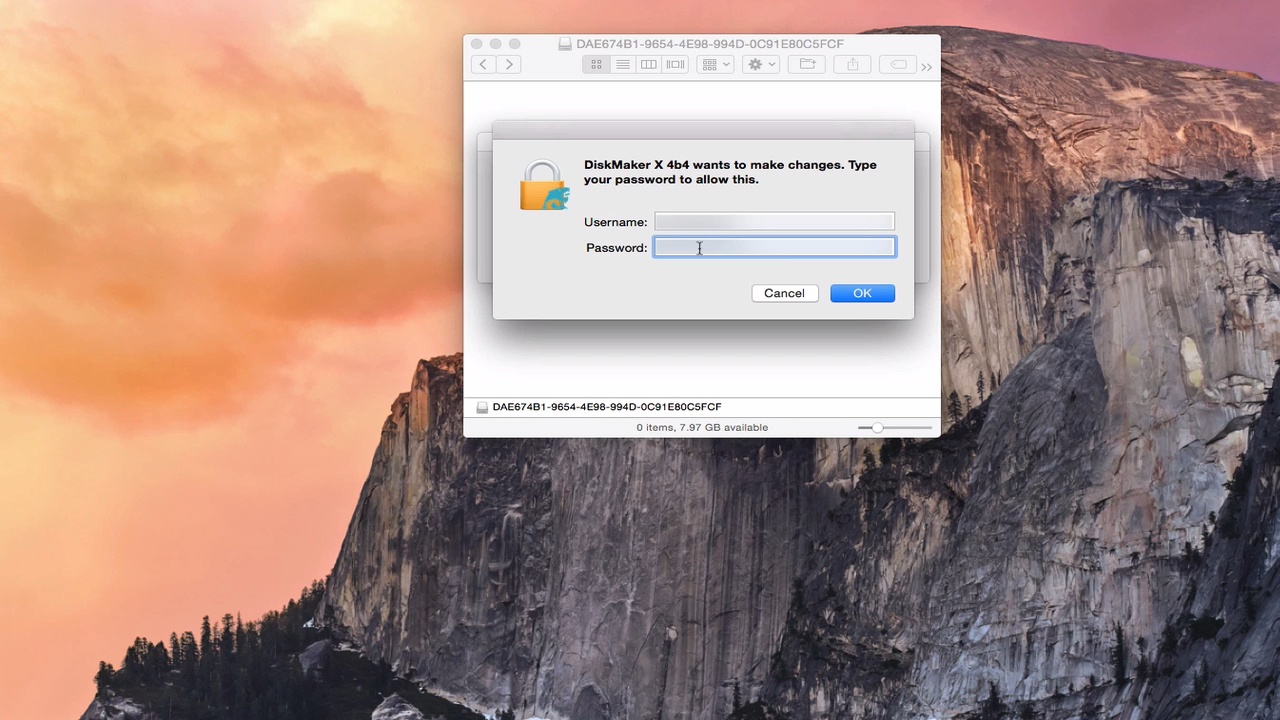 DAE674B1-9654-4E98-994D-0C91E80C5FCF
DiskMaker X 4b4 wants to make changes. Type
your password to allow this.
Username:
Password:
Cancel
OK
DAE674B1-9654-4E98-994D-0C91E80C5FCF
0 items, 7.97 GB available